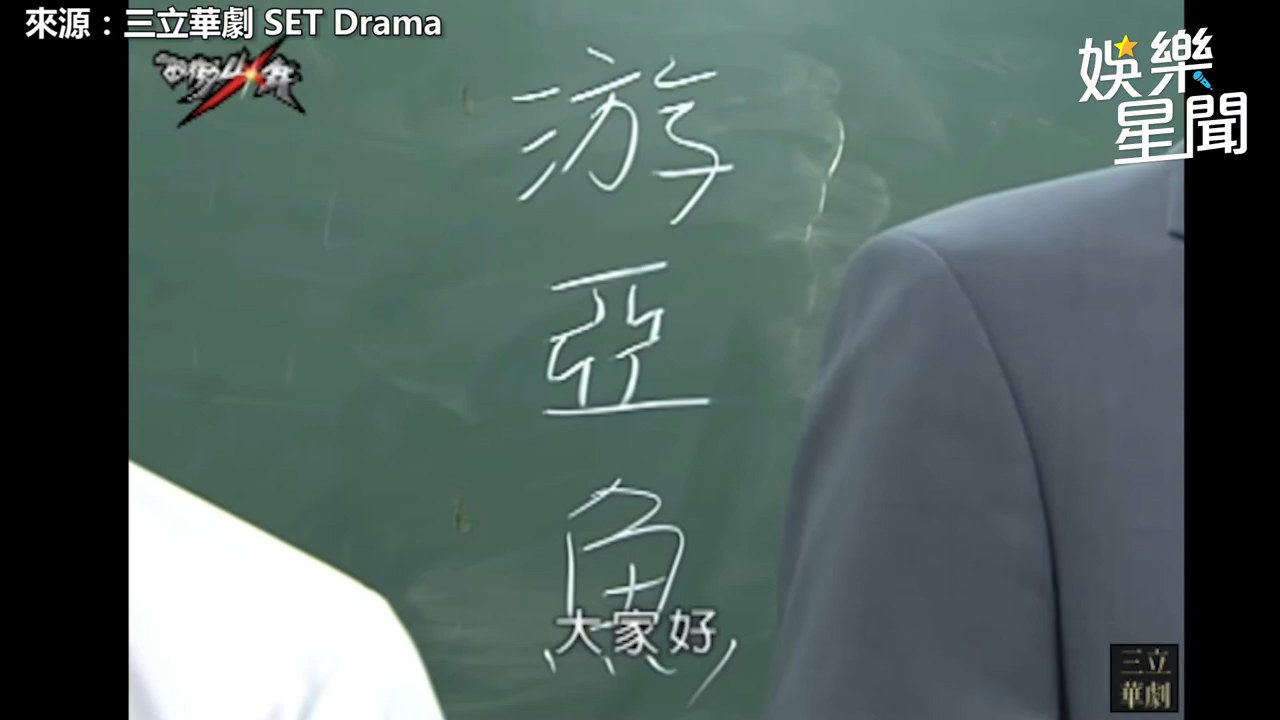 來源：三立華劇 SET Drama
娛樂
星聞
游
亞
魚
大家好
三立
華劇